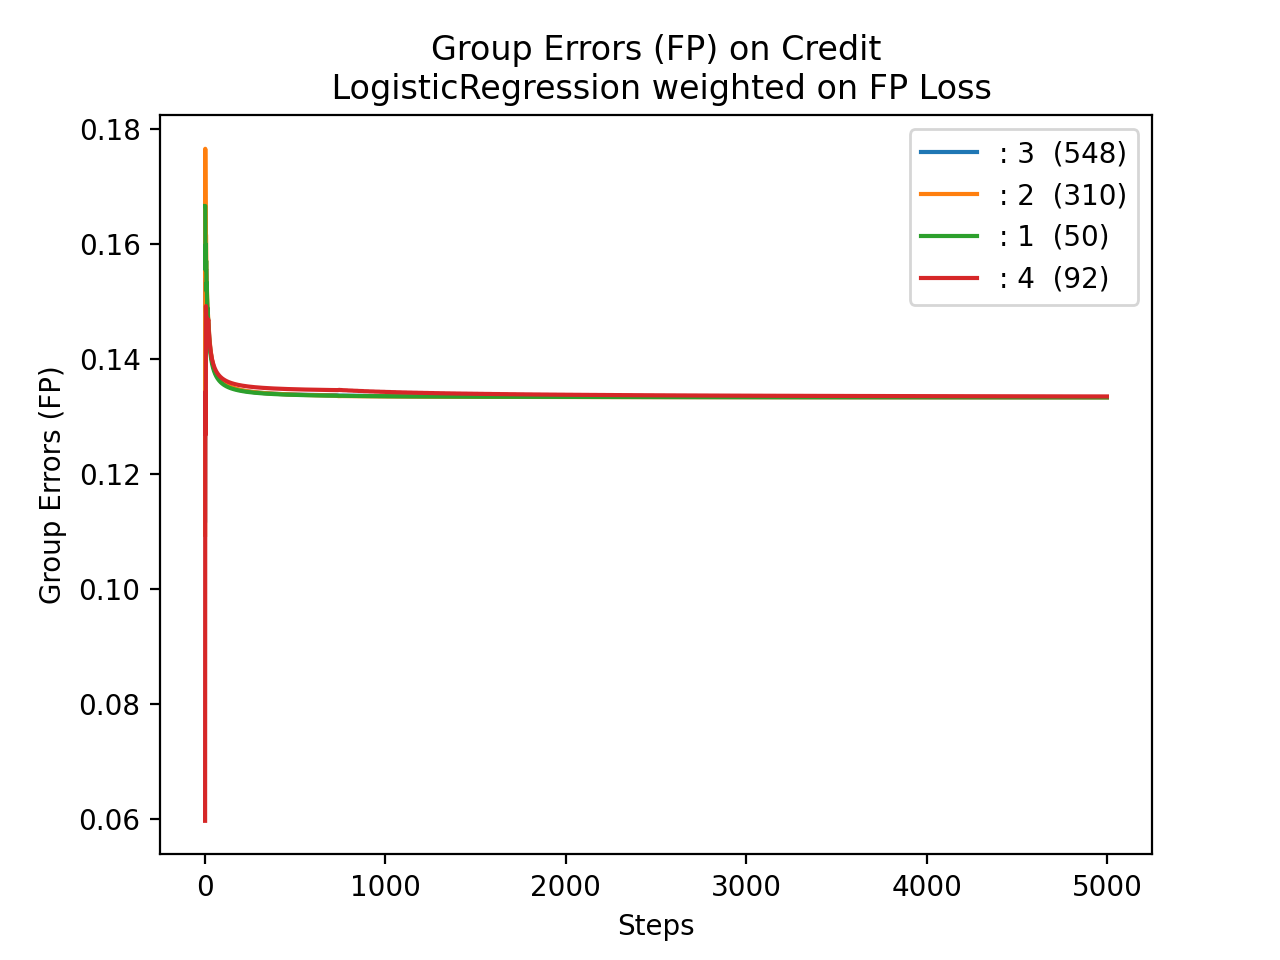 Group Errors (FP) on Credit
LogisticRegression weighted on FP Loss
Group Errors (FP)
0.18
0.16
0.14
0.12
0.10
0.08
0.06
: 3 (548)
: 2 (310)
: 1 (50)
: 4 (92)
0 1000 2000 3000 4000 5000
Steps